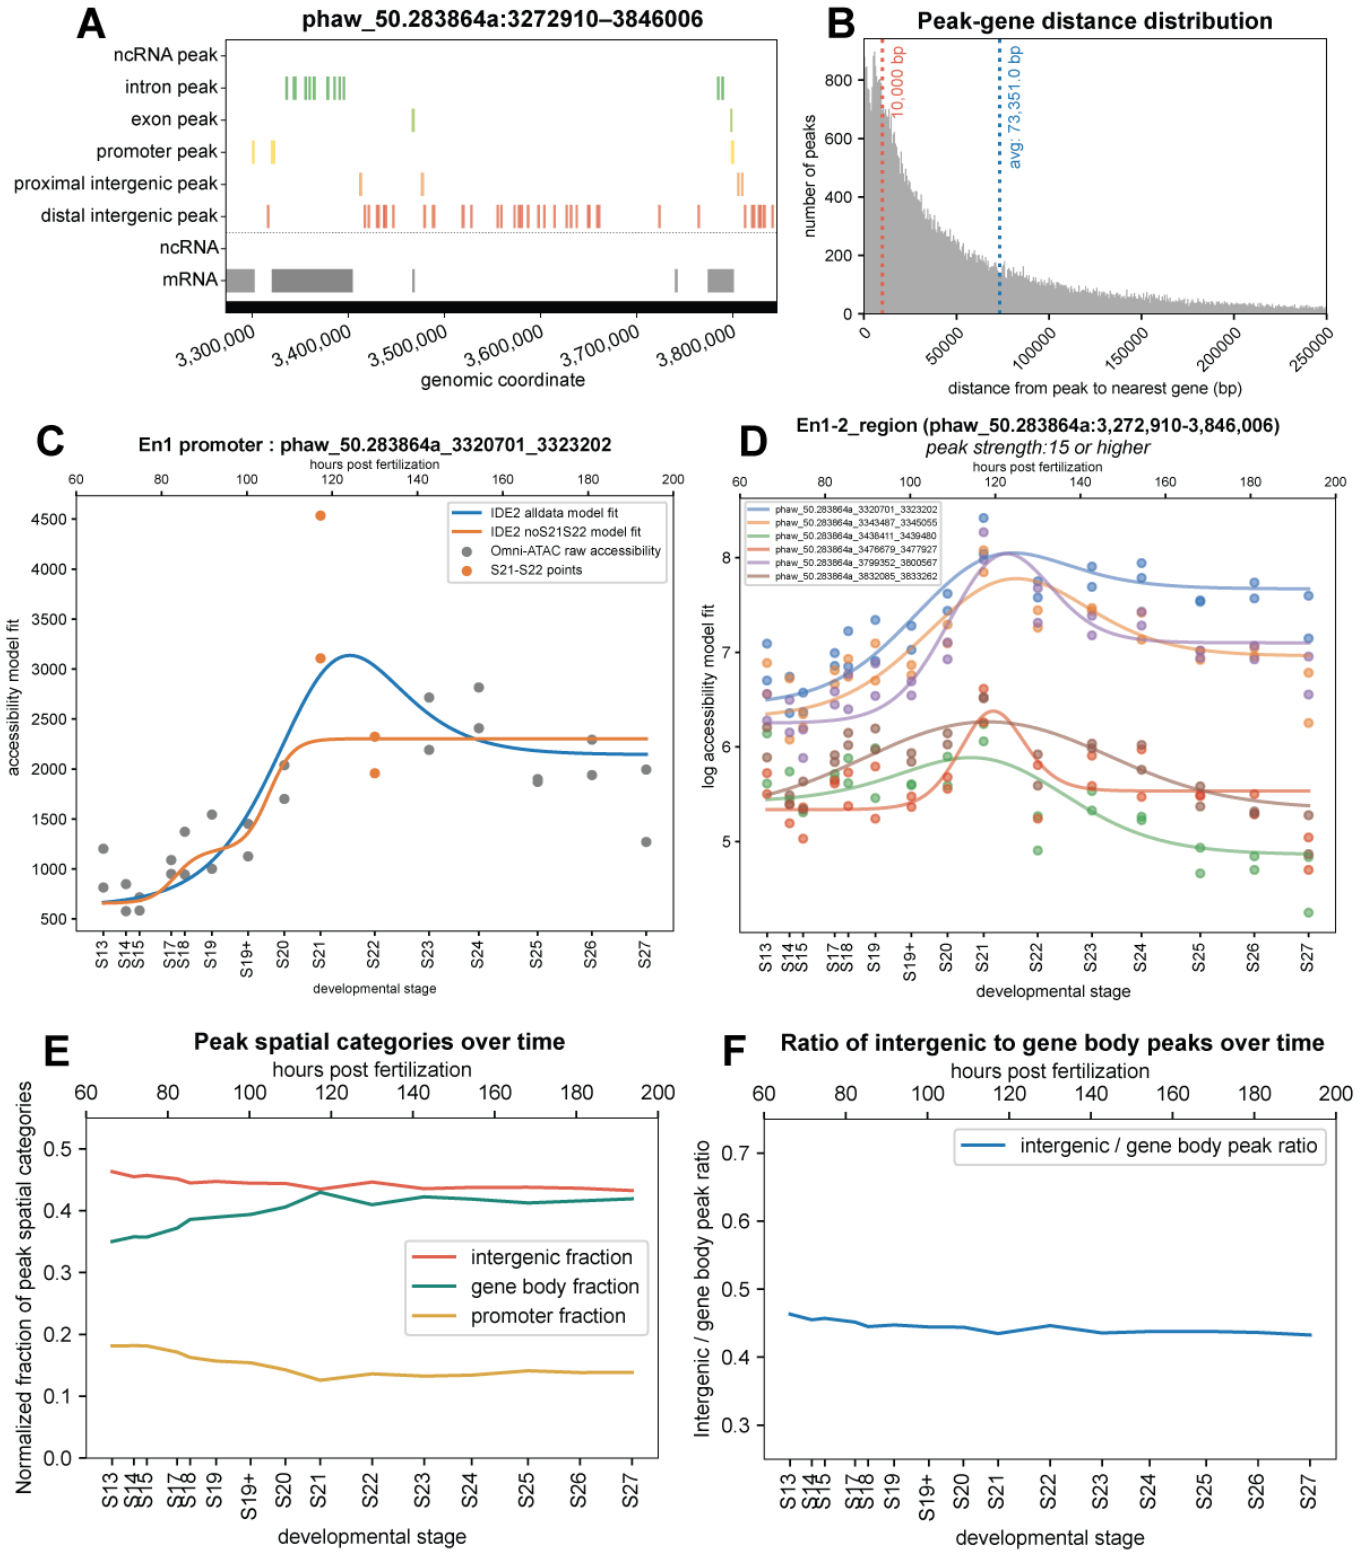 A
phaw_50.283864a:3272910–3846006
ncRNA peak
intron peak
exon peak
promoter peak
proximal intergenic peak
distal intergenic peak
ncRNA
mRNA
3,300,000
3,400,000
3,500,000
3,600,000
3,700,000
3,800,000
genomic coordinate
B
Peak-gene distance distribution
10,000 bp
avg: 73,351.0 bp
number of peaks
800
600
400
200
0
0
50000
100000
150000
200000
250000
distance from peak to nearest gene (bp)
C
En1 promoter : phaw_50.283864a_3320701_3323202
hours post fertilization
60 80 100 120 140 160 180 200
IDE2 alldata model fit
IDE2 noS21S22 model fit
Omni-ATAC raw accessibility
S21-S22 points
accessibility model fit
4500
4000
3500
3000
2500
2000
1500
1000
500
S13 S14 S15 S17 S18 S19 S19+ S20 S21 S22 S23 S24 S25 S26 S27
developmental stage
D
En1-2_region (phaw_50.283864a:3,272,910-3,846,006)
peak strength:15 or higher
hours post fertilization
60 80 100 120 140 160 180 200
phaw_50.283864a_3320701_3323202
phaw_50.283864a_3343487_3345055
phaw_50.283864a_3438411_3439480
phaw_50.283864a_3476679_3477927
phaw_50.283864a_3799352_3800567
phaw_50.283864a_3832085_3833262
log accessibility model fit
8
7
6
5
S13 S14 S15 S17 S18 S19 S19+ S20 S21 S22 S23 S24 S25 S26 S27
developmental stage
E
Peak spatial categories over time
hours post fertilization
60 80 100 120 140 160 180 200
Normalized fraction of peak spatial categories
0.5
0.4
0.3
0.2
0.1
0.0
intergenic fraction
gene body fraction
promoter fraction
S13 S14 S15 S17 S18 S19 S19+ S20 S21 S22 S23 S24 S25 S26 S27
developmental stage
F
Ratio of intergenic to gene body peaks over time
hours post fertilization
60 80 100 120 140 160 180 200
intergenic / gene body peak ratio
Intergenic / gene body peak ratio
0.7
0.6
0.5
0.4
0.3
S13 S14 S15 S17 S18 S19 S19+ S20 S21 S22 S23 S24 S25 S26 S27
developmental stage